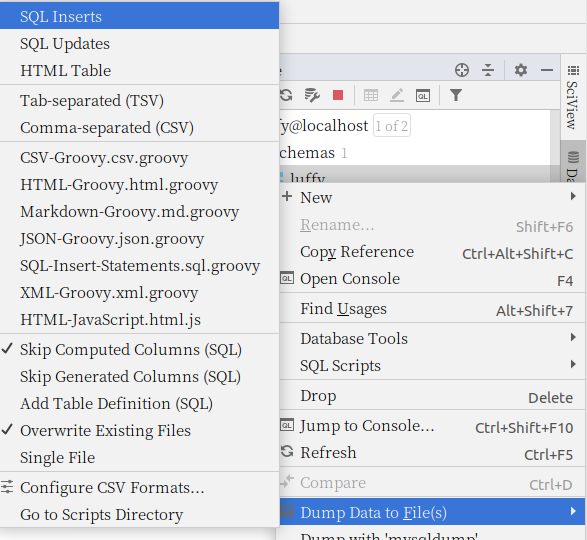 SQL Inserts
SQL Updates
HTML Table
Tab-separated (TSV)
Comma-separated (CSV)
CSV-Groovy.csv.groovy
HTML-Groovy.html.groovy
Markdown-Groovy.md.groovy
JSON-Groovy.json.groovy
SQL-Insert-Statements.sql.groovy
XML-Groovy.xml.groovy
HTML-JavaScript.html.js
Skip Computed Columns (SQL)
Skip Generated Columns (SQL)
Add Table Definition (SQL)
Overwrite Existing Files
Single File
Configure CSV Formats...
Go to Scripts Directory
fy@localhost 1 of 2
chemas 1
luffy
New
Rename... Shift+F6
Copy Reference Ctrl+Alt+Shift+C
QL Open Console F4
Find Usages Alt+Shift+7
Database Tools
SQL Scripts
Drop Delete
QL Jump to Console... Ctrl+Shift+F10
Refresh Ctrl+F5
Compare Ctrl+D
Dump Data to File(s)
Dump with 'mysqldump'
QL
SciView
Da